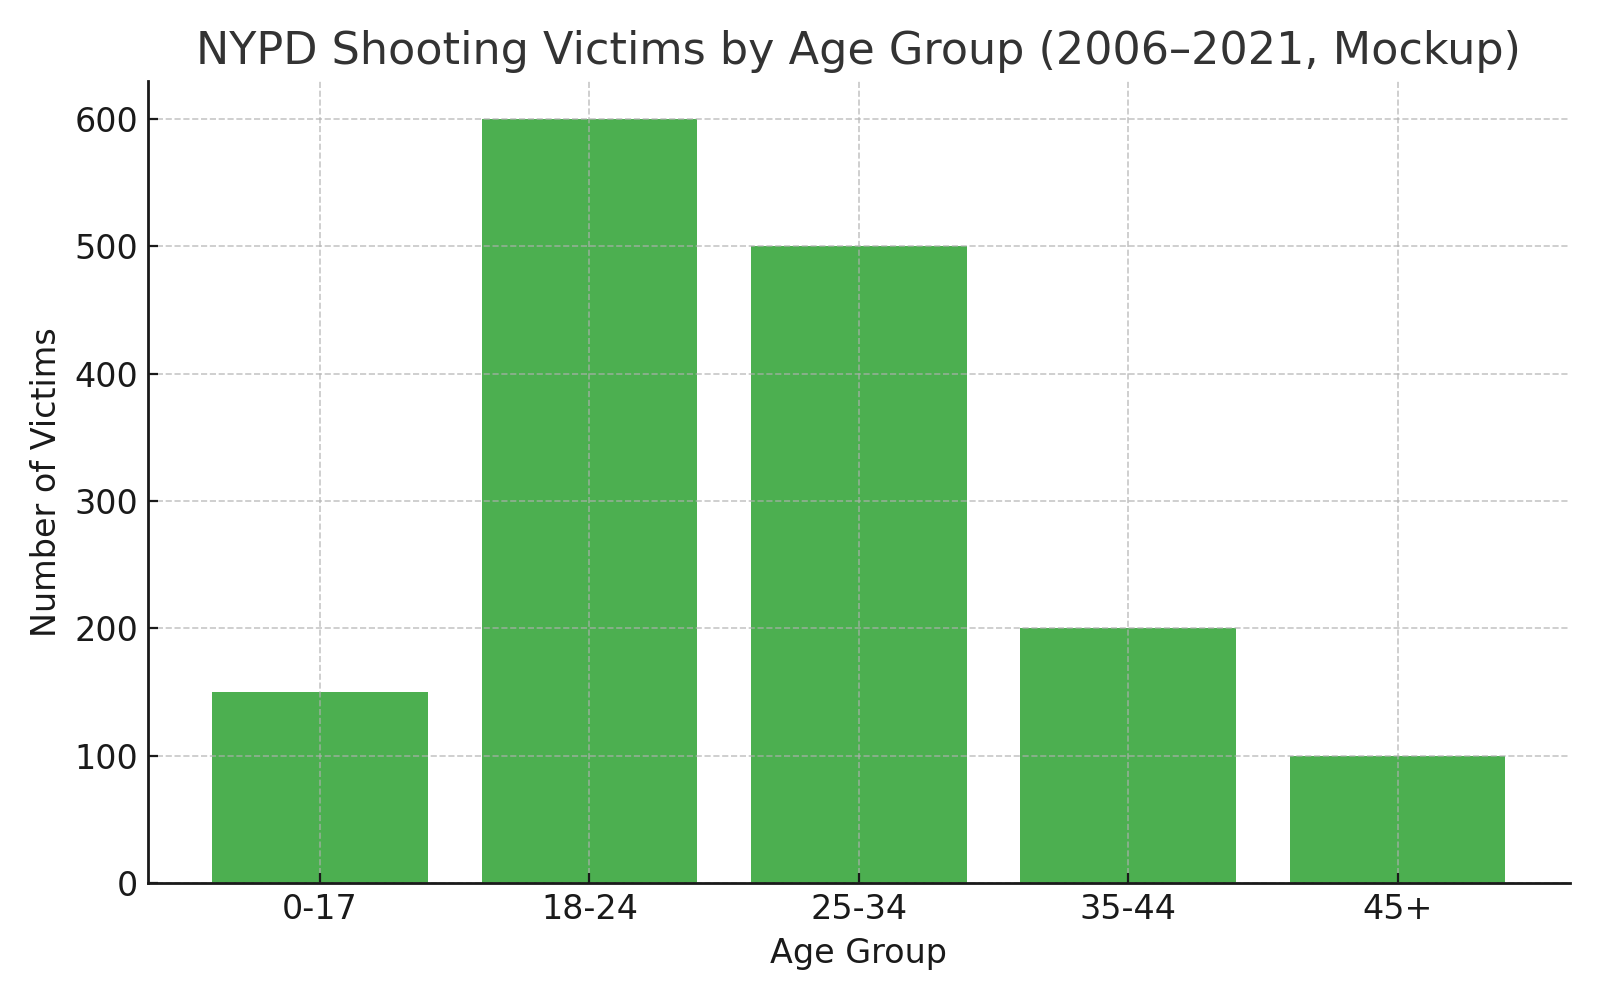 NYPD Shooting Victims by Age Group (2006–2021, Mockup)
Number of Victims
600
500
400
300
200
100
0
0-17 18-24 25-34 35-44 45+
Age Group